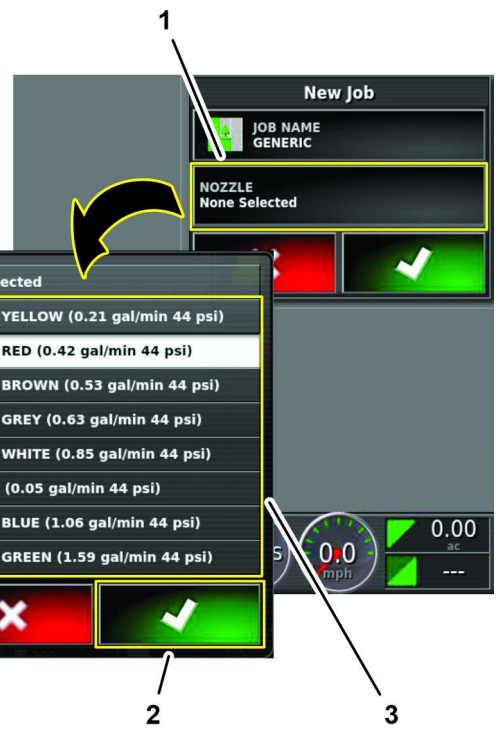 1
New Job
JOB NAME
GENERIC
NOZZLE
None Selected
ected
YELLOW (0.21 gal/min 44 psi)
RED (0.42 gal/min 44 psi)
BROWN (0.53 gal/min 44 psi)
GREY (0.63 gal/min 44 psi)
WHITE (0.85 gal/min 44 psi)
(0.05 gal/min 44 psi)
BLUE (1.06 gal/min 44 psi)
GREEN (1.59 gal/min 44 psi)
S
0.0
mph
0.00
ac
---
2
3